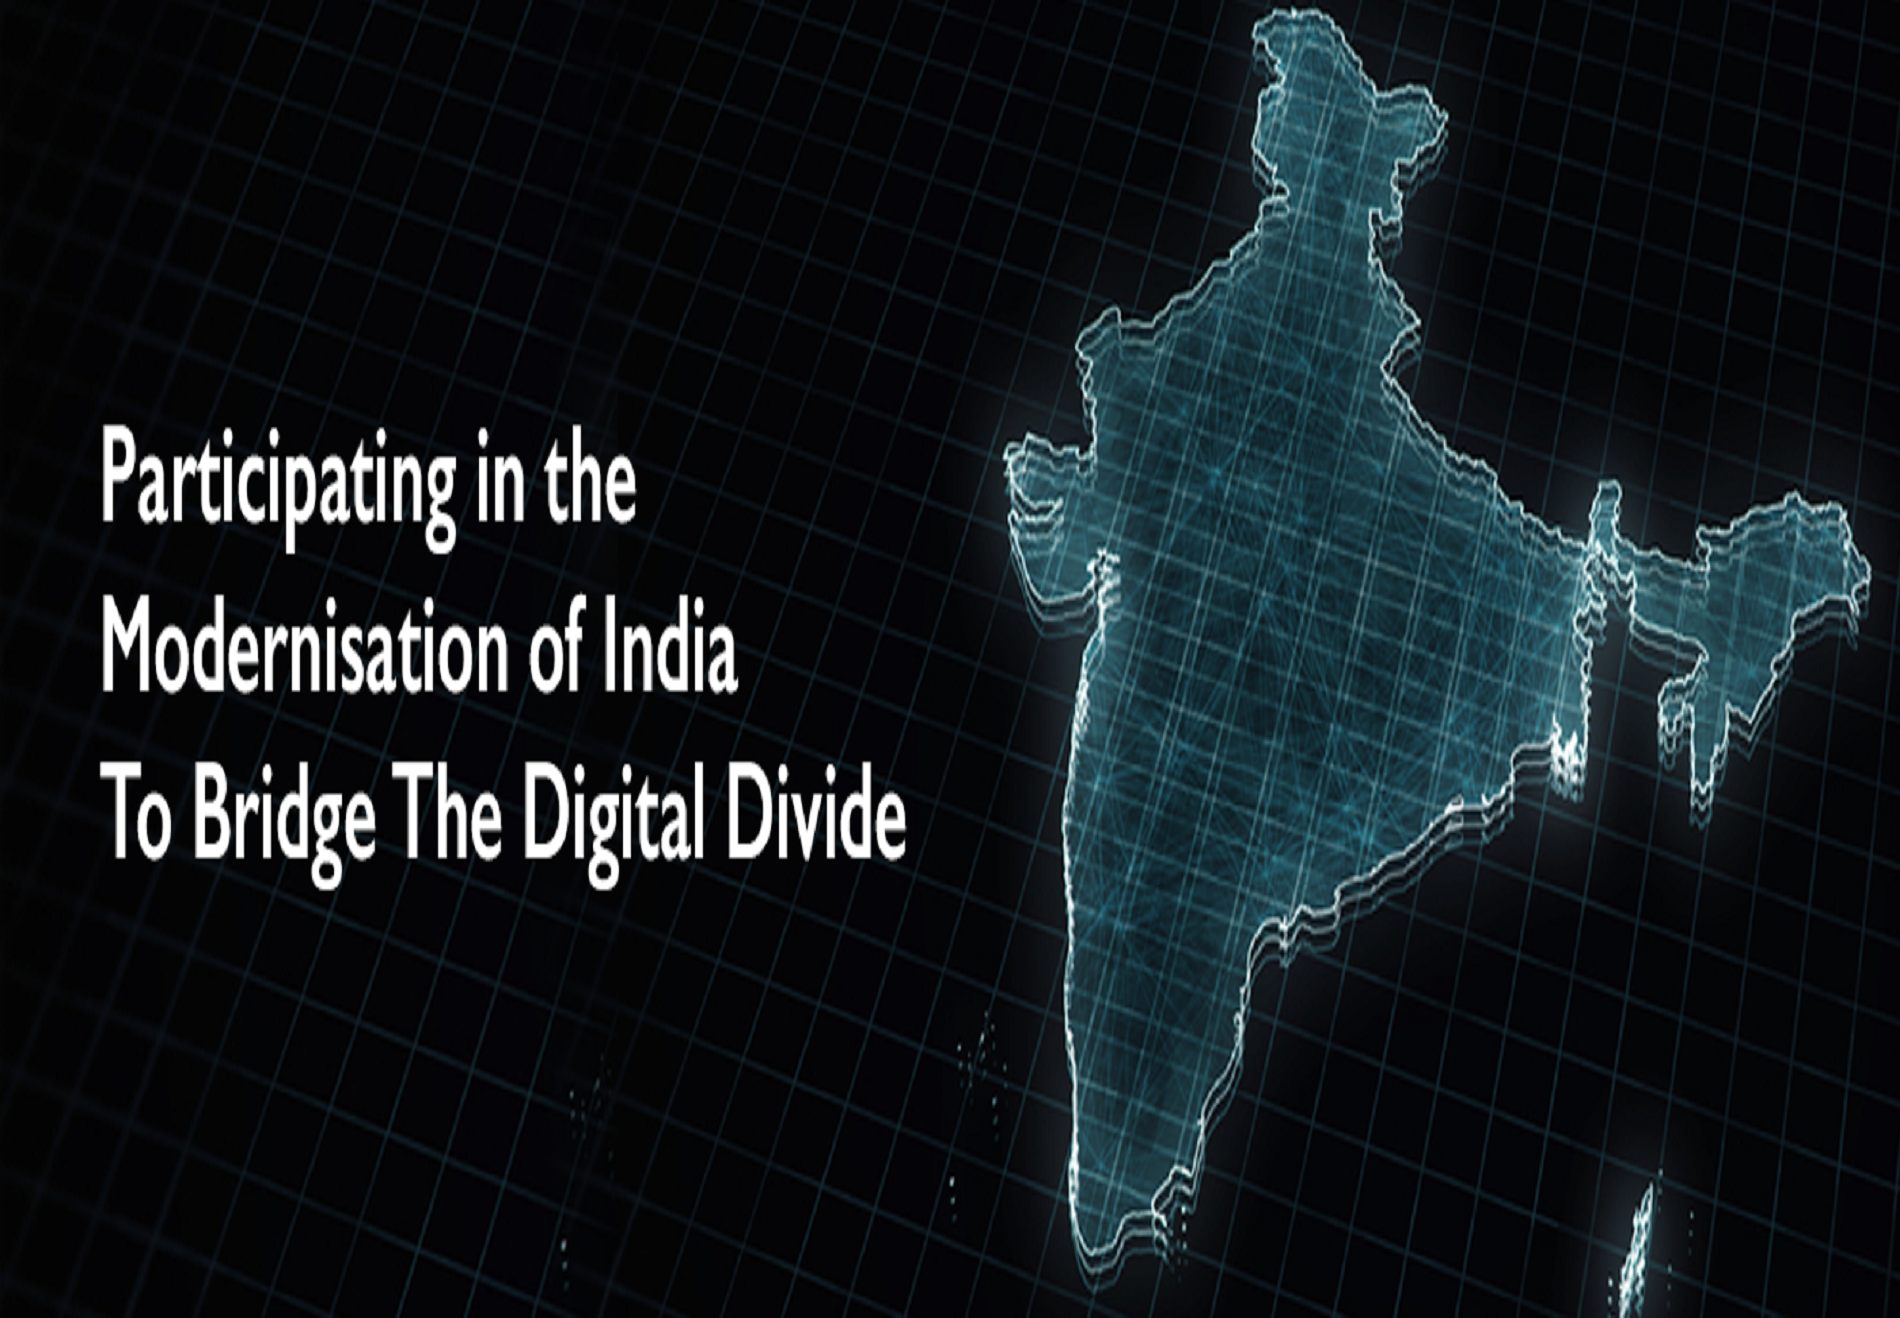 Participating in the
Modernisation of India
To Bridge The Digital Divide